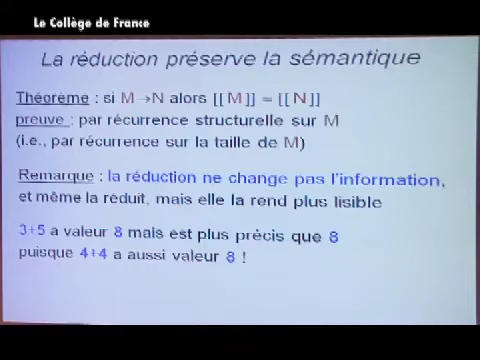 Le Collège de France
La réduction préserve la sémantique
Théorème : si M→N alors [[ M ]] = [[ N ]]
preuve : par récurrence structurelle sur M
(i.e., par récurrence sur la taille de M)
Remarque : la réduction ne change pas l'information,
et même la réduit, mais elle la rend plus lisible
3+5 a valeur 8 mais est plus précis que 8
puisque 4+4 a aussi valeur 8 !